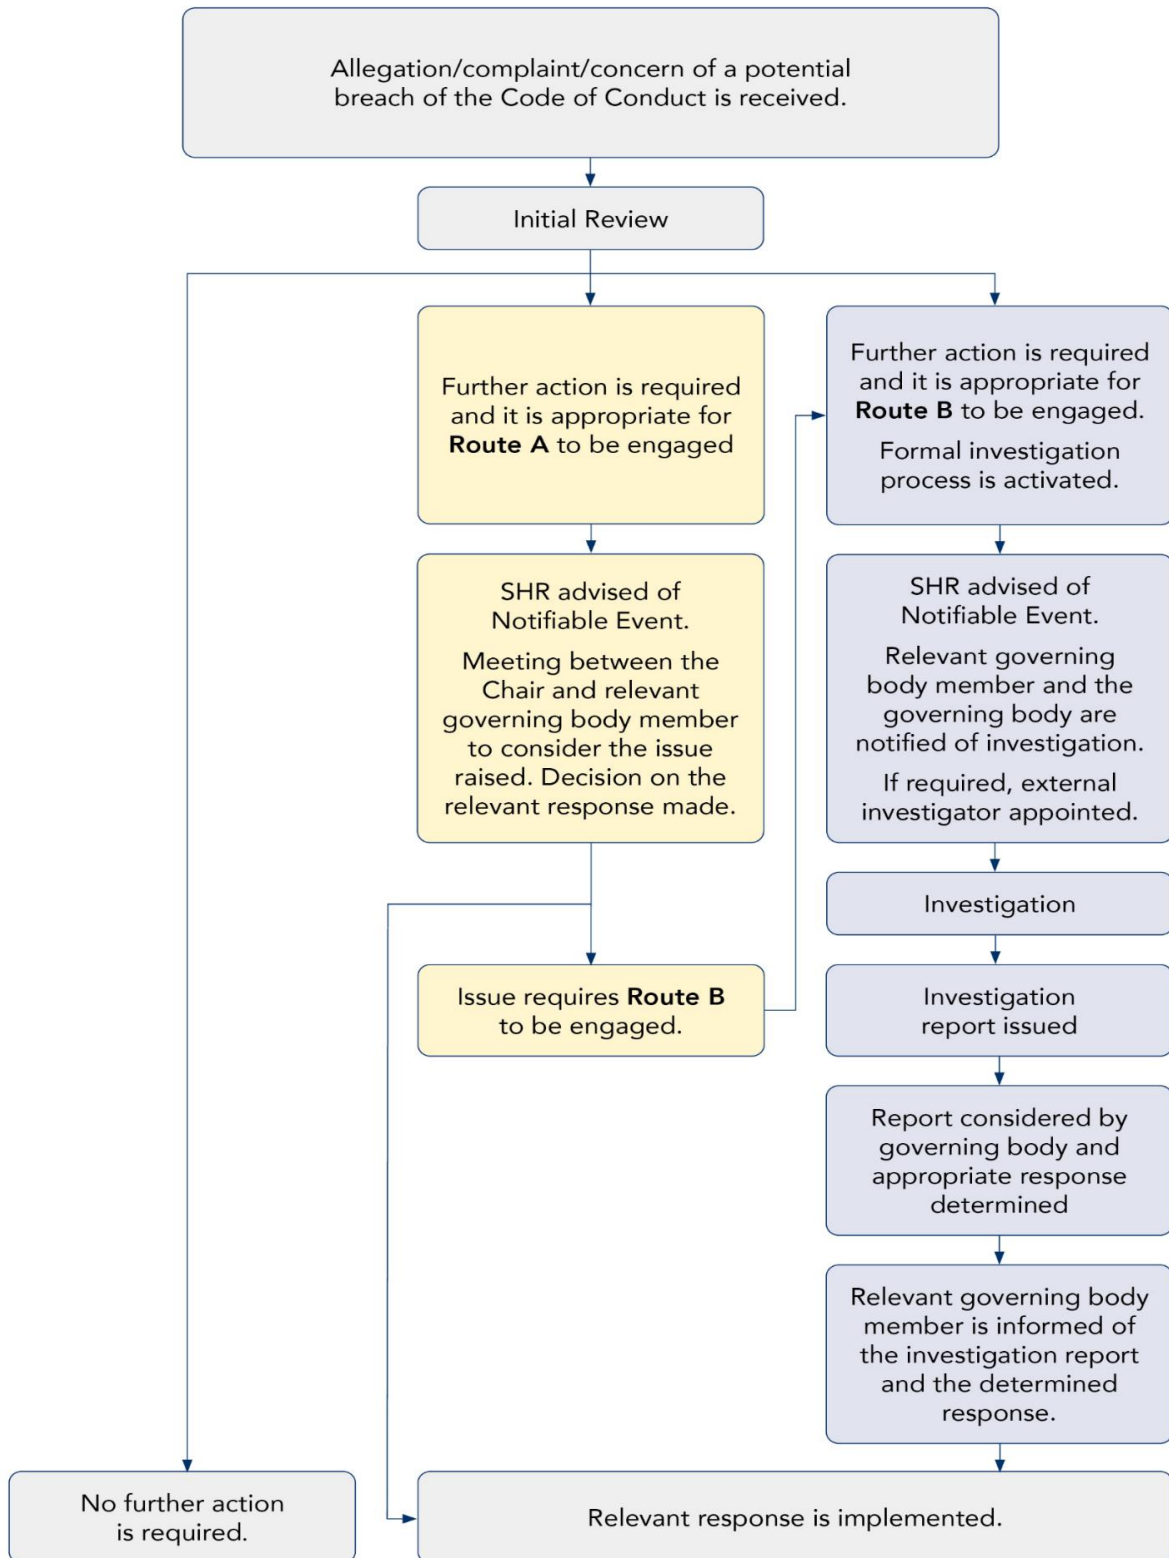 Allegation/complaint/concern of a potential
breach of the Code of Conduct is received.
Initial Review
Further action is required
and it is appropriate for
Route A to be engaged
Further action is required
and it is appropriate for
Route B to be engaged.
Formal investigation
process is activated.
SHR advised of
Notifiable Event.
Meeting between the
Chair and relevant
governing body member
to consider the issue
raised. Decision on the
relevant response made.
SHR advised of
Notifiable Event.
Relevant governing
body member and the
governing body are
notified of investigation.
If required, external
investigator appointed.
Investigation
Issue requires Route B
to be engaged.
Investigation
report issued
Report considered by
governing body and
appropriate response
determined
Relevant governing body
member is informed of
the investigation report
and the determined
response.
No further action
is required.
Relevant response is implemented.